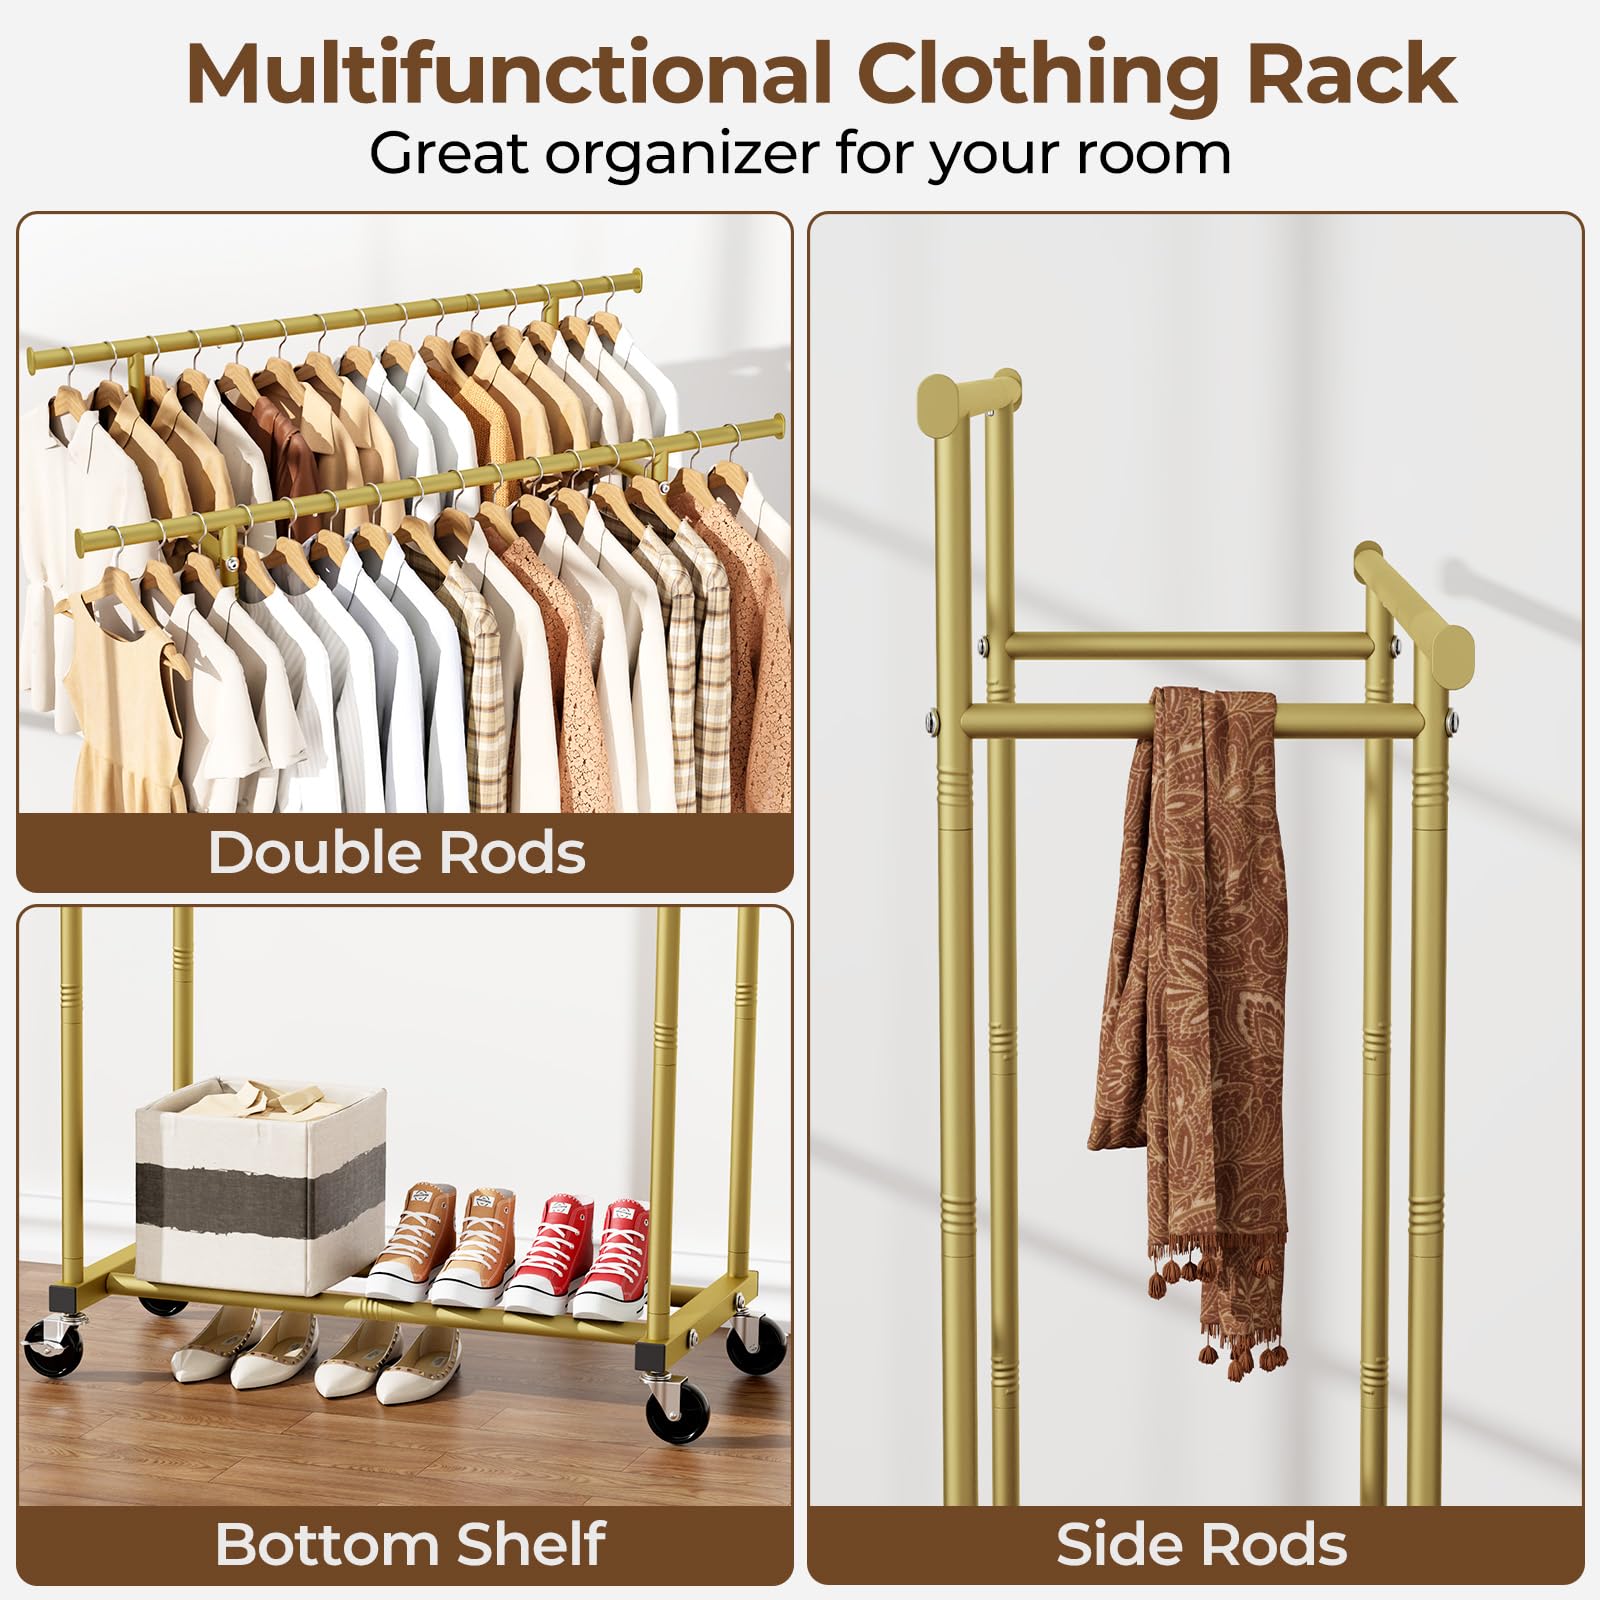 Multifunctional Clothing Rack
Great organizer for your room
Double Rods
Bottom Shelf
Side Rods